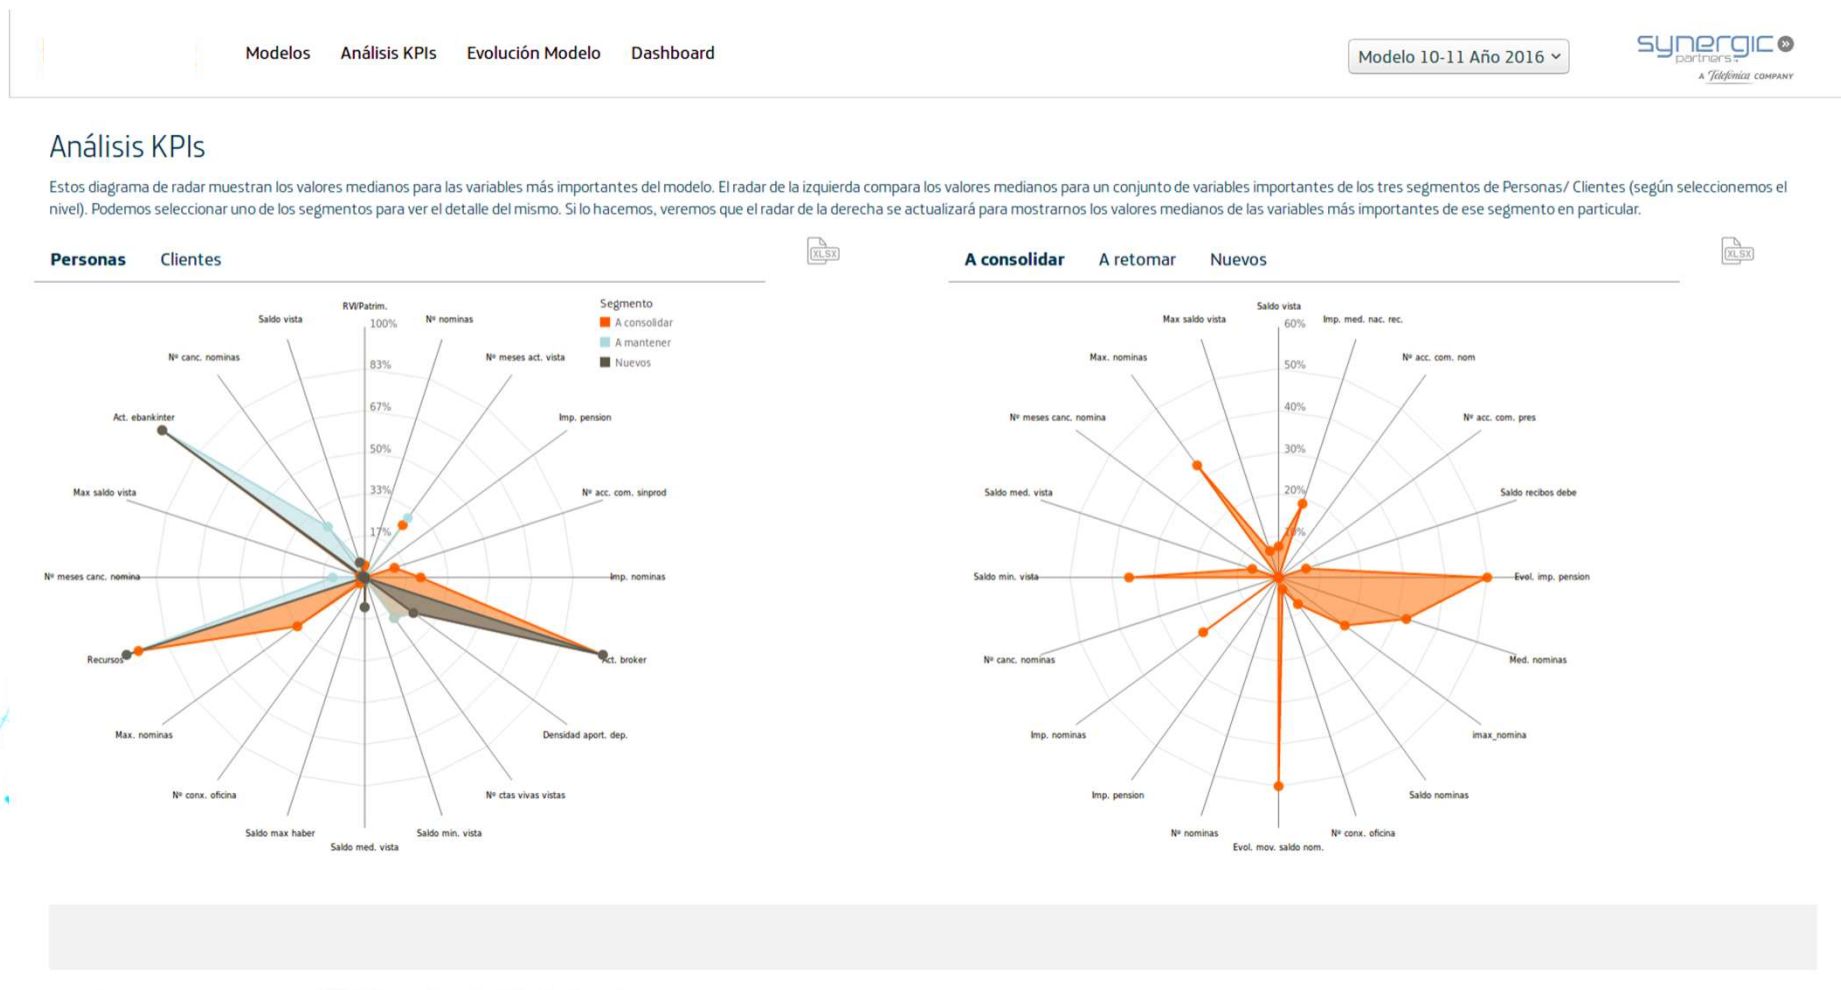 Modelos Análisis KPIs Evolución Modelo Dashboard
Modelo 10-11 Año 2016
synergic
partners
A Telefónica COMPANY
Análisis KPIs
Estos diagrama de radar muestran los valores medianos para las variables más importantes del modelo. El radar de la izquierda compara los valores medianos para un conjunto de variables importantes de los tres segmentos de Personas/ Clientes (según seleccionemos el
nivel). Podemos seleccionar uno de los segmentos para ver el detalle del mismo. Si lo hacemos, veremos que el radar de la derecha se actualizará para mostrarnos los valores medianos de las variables más importantes de ese segmento en particular.
Personas Clientes
XLSX
Segmento
A consolidar
A mantener
Nuevos
RV/Patrim.
Nº nominas
Nº meses act. vista
Imp. pension
Nº acc. com. sinprod
Imp. nominas
Act. broker
Densidad aport. dep.
Nº ctas vivas vistas
Saldo min. vista
Saldo med. vista
Saldo max haber
Nº conx. oficina
Max. nominas
Recursos
Nº meses canc. nomina
Max saldo vista
Act. ebankinter
Nº canc. nominas
Saldo vista
100%
83%
67%
50%
33%
17%
A consolidar A retomar Nuevos
XLSX
Saldo vista
Imp. med. nac. rec.
Nº acc. com. nom
Nº acc. com. pres
Saldo recibos debe
Evol. imp. pension
Med. nominas
imax_nomina
Saldo nominas
Nº conx. oficina
Evol. mov. saldo nom.
Nº nominas
Imp. pension
Imp. nominas
Nº canc. nominas
Saldo min. vista
Saldo med. vista
Nº meses canc. nomina
Max. nominas
Max saldo vista
60%
50%
40%
30%
20%
10%